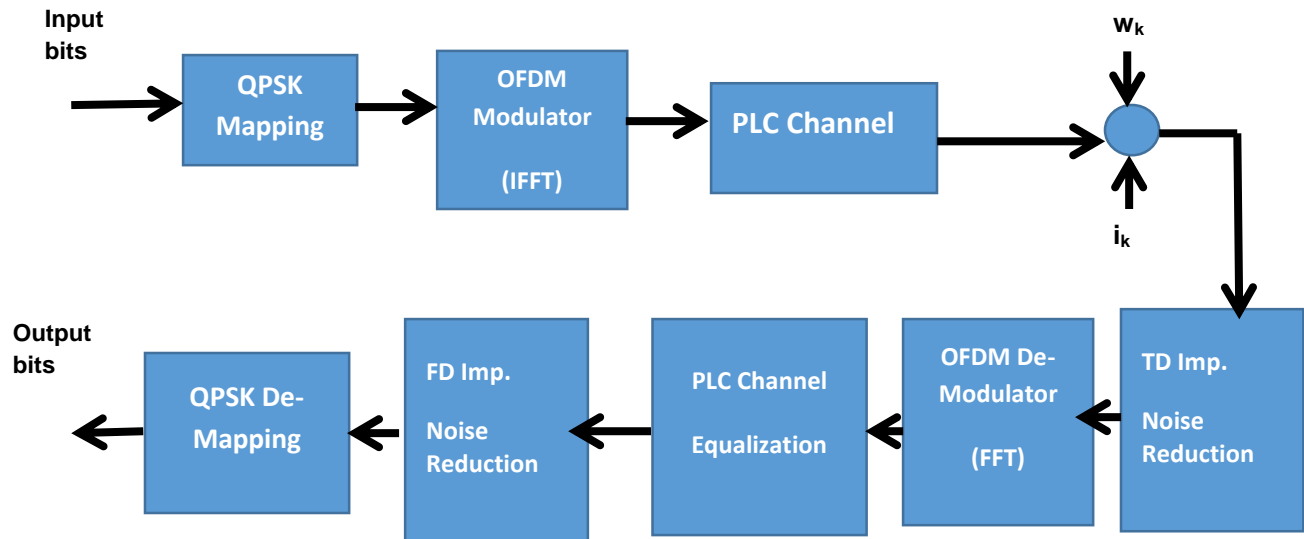 Input
bits
QPSK
Mapping
OFDM
Modulator
(IFFT)
PLC Channel
wk
ik
Output
bits
QPSK De-
Mapping
FD Imp.
Noise
Reduction
PLC Channel
Equalization
OFDM De-
Modulator
(FFT)
TD Imp.
Noise
Reduction